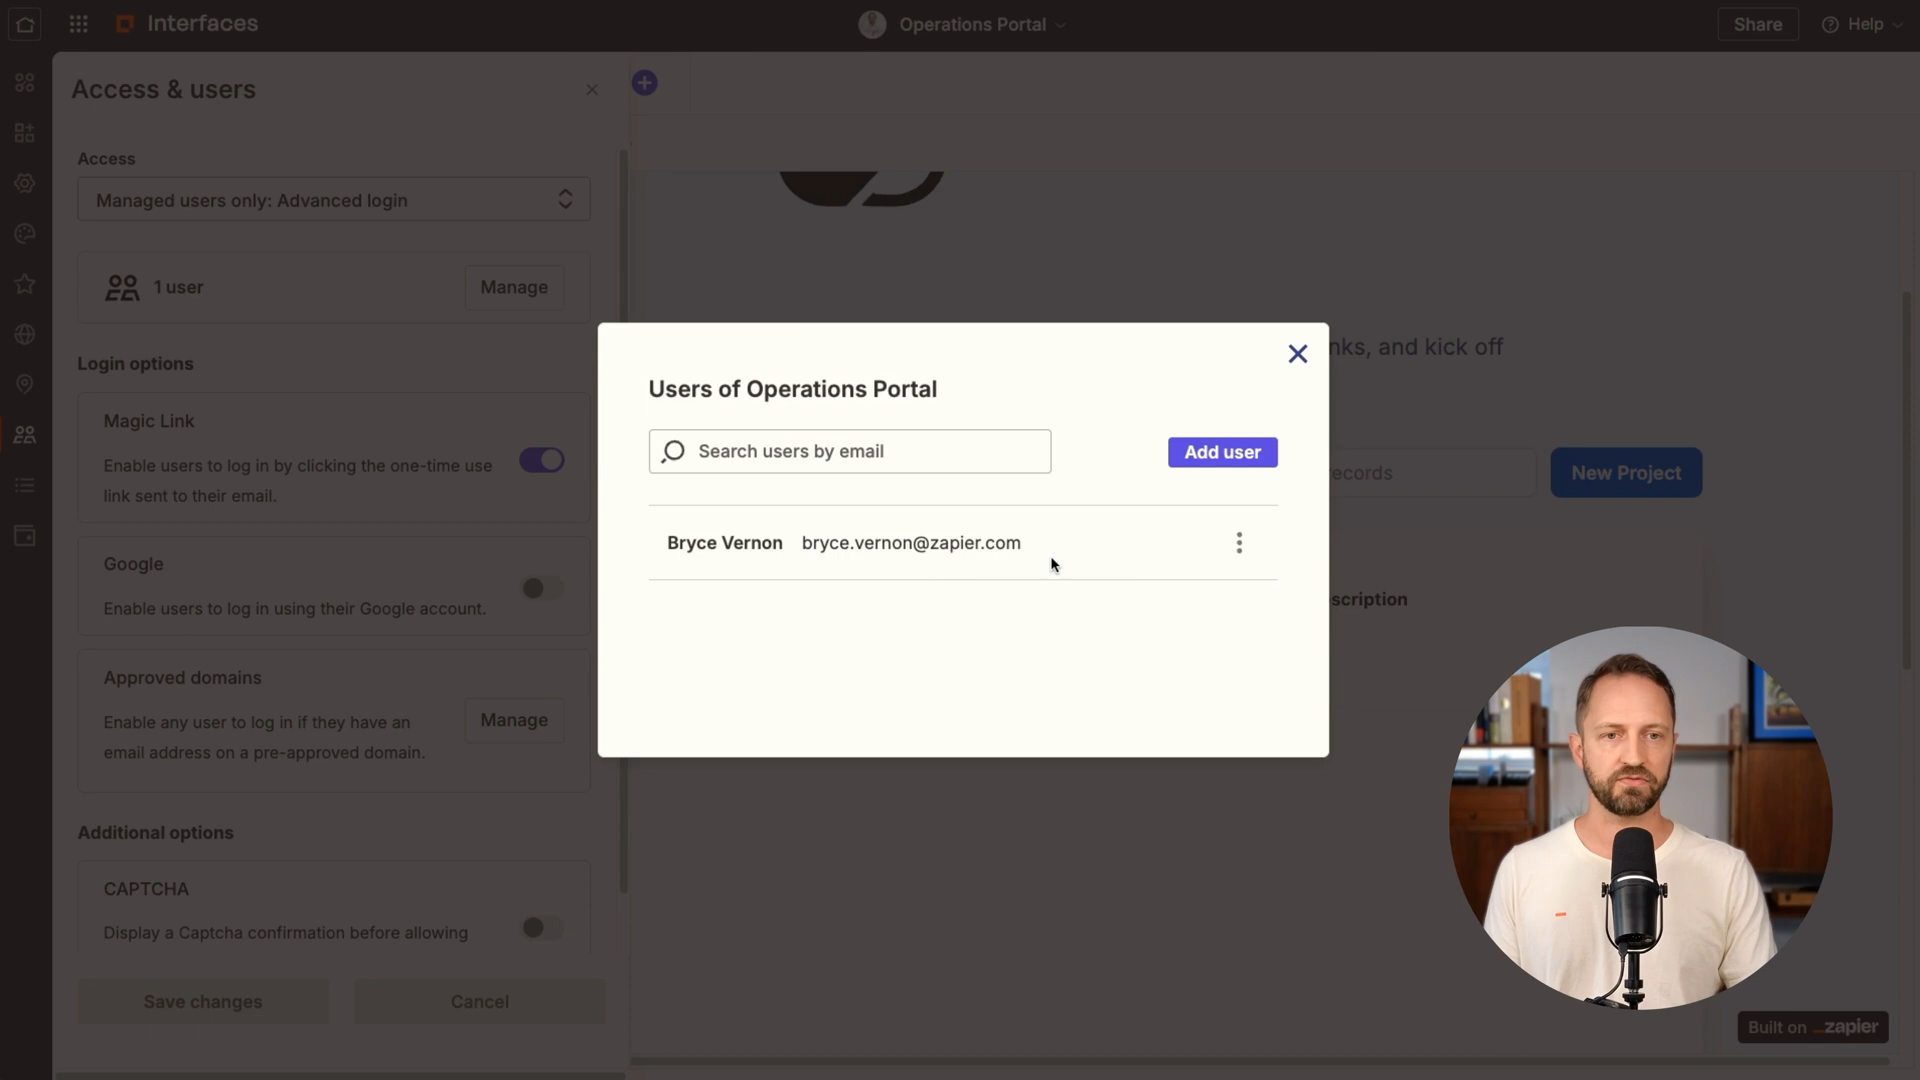 Interfaces
Operations Portal
Share
Help
Access & users
Access
Managed users only: Advanced login
1 user
Manage
Login options
Magic Link
Enable users to log in by clicking the one-time use
link sent to their email.
Google
Enable users to log in using their Google account.
Approved domains
Enable any user to log in if they have an
email address on a pre-approved domain.
Manage
Additional options
CAPTCHA
Display a Captcha confirmation before allowing
Save changes
Cancel
Users of Operations Portal
Search users by email
Add user
Bryce Vernon bryce.vernon@zapier.com
and kick off
New Project
Built on zapier